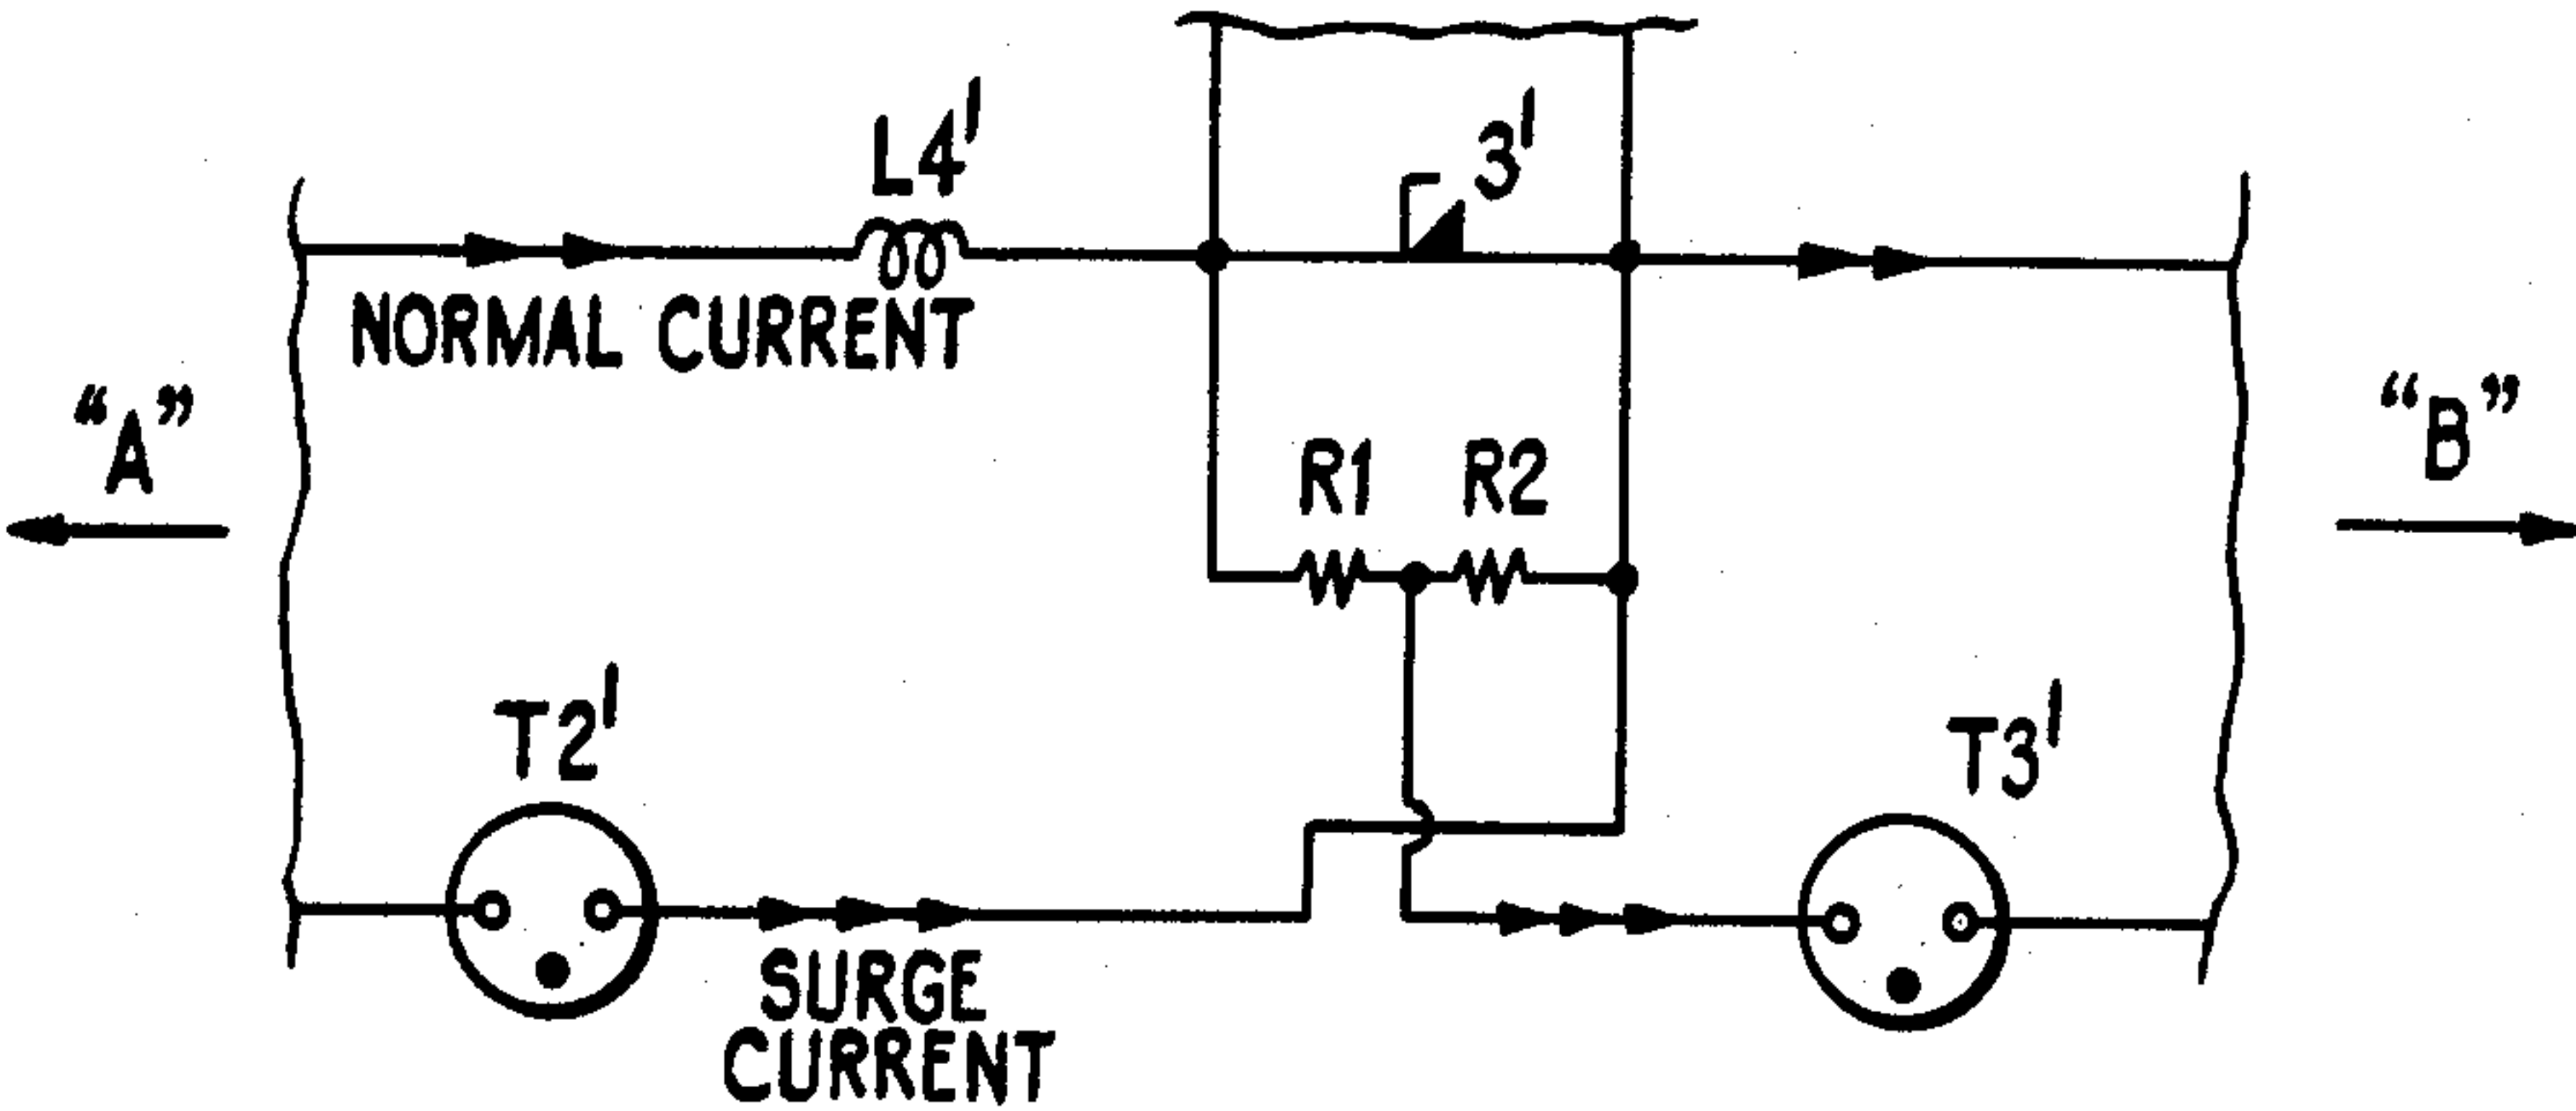 L4'
3'
NORMAL CURRENT
“A”
“B”
R1 R2
T2'
T3'
SURGE
CURRENT